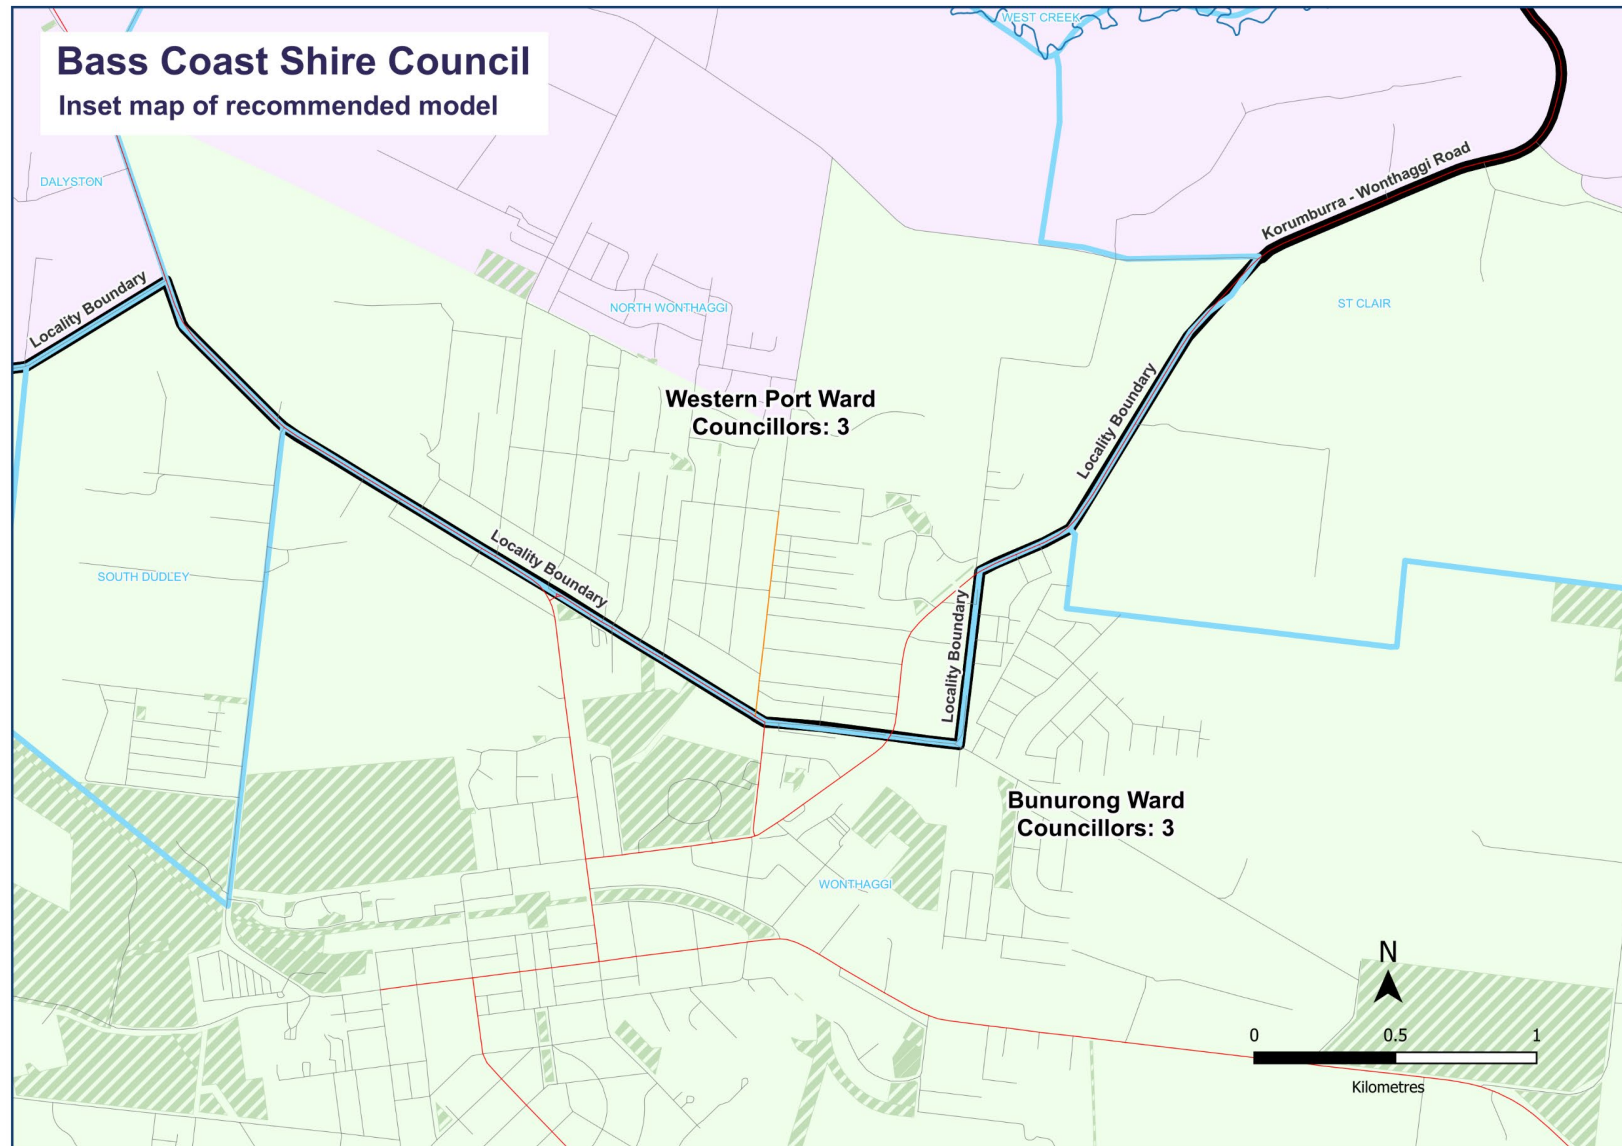 Bass Coast Shire Council
Inset map of recommended model
WEST CREEK
DALYSTON
Korumburra - Wonthaggi Road
Locality Boundary
NORTH WONTHAGGI
ST CLAIR
Western Port Ward
Councillors: 3
Locality Boundary
Locality Boundary
SOUTH DUDLEY
Locality Boundary
Bunurong Ward
Councillors: 3
WONTHAGGI
N
0 0.5 1
Kilometres